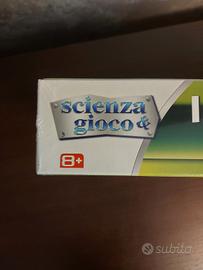 scienza
gioco &
8+
subito